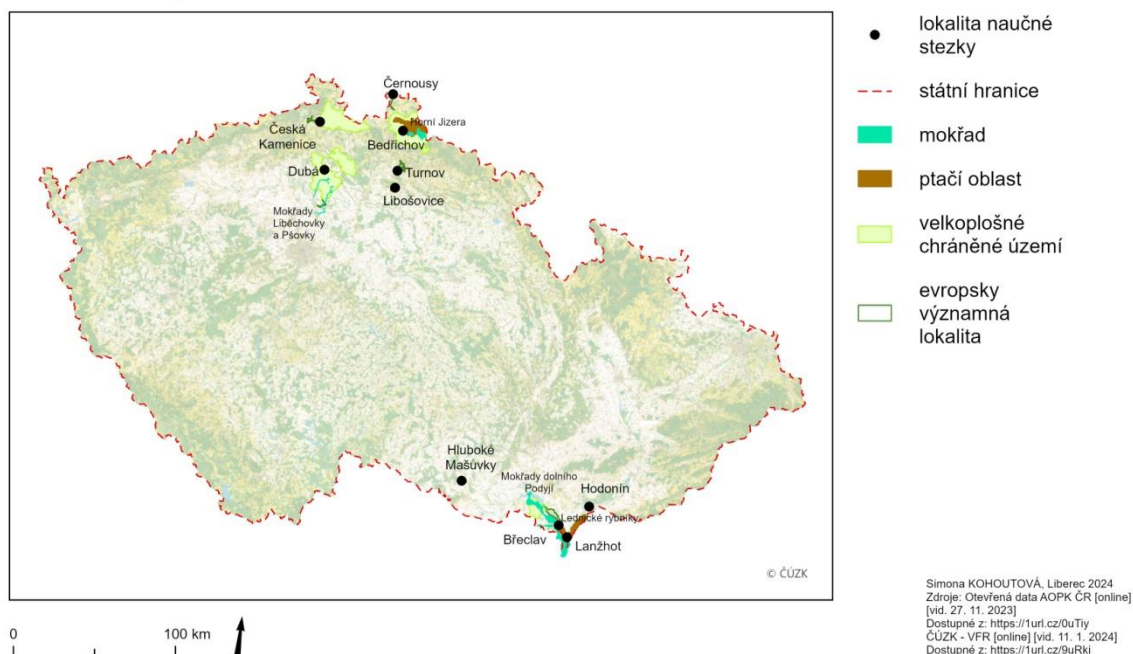 Černousy
Horní Jizera
Česká
Kamenice
Bedřichov
Dubá
Turnov
Libošovice
Mokřady
Liběchovky
a Pšovky
Hluboké
Mašůvky
Mokřady dolního
Podyjí
Hodonín
Lednické rybníky
Břeclav
Lanžhot
© ČÚZK
lokalita naučné
stezky
státní hranice
mokřad
ptačí oblast
velkoplošné
chráněné území
evropsky
významná
lokalita
0
100 km
Simona KOHOUTOVÁ, Liberec 2024
Zdroje: Otevřená data AOPK ČR [online]
[vid. 27. 11. 2023]
Dostupné z: https://1url.cz/0uTiy
ČÚZK - VFR [online] [vid. 11. 1. 2024]
Dostupné z: https://1url.cz/9uRki